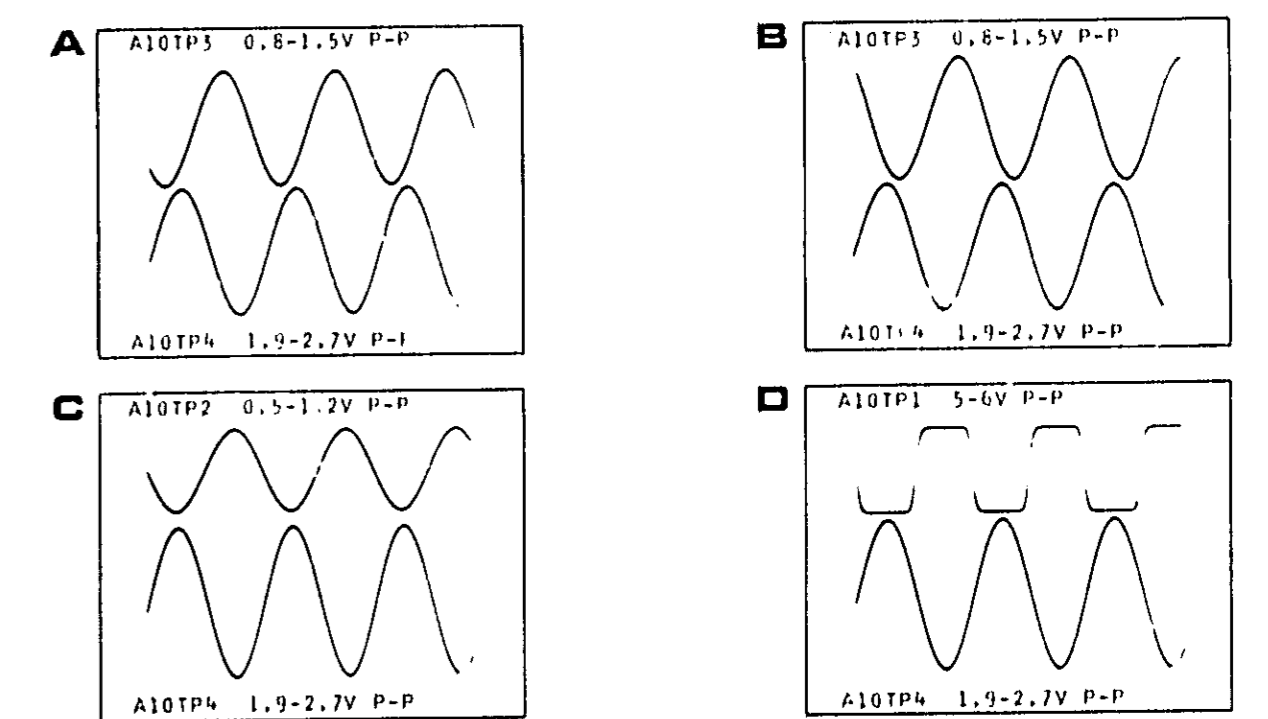 A
A10TP3 0,8-1,5V P-P
A10TP4 1,9-2,7V P-P
B
A10TP3 0,8-1,5V P-P
1,9-2,7V P-P
C
A10TP2 0,5-1.2V P-P
A10TP4 1,9-2,7V P-P
D
A10TP1 5-6V P-P
A10TP4 1,9-2,7V P-P